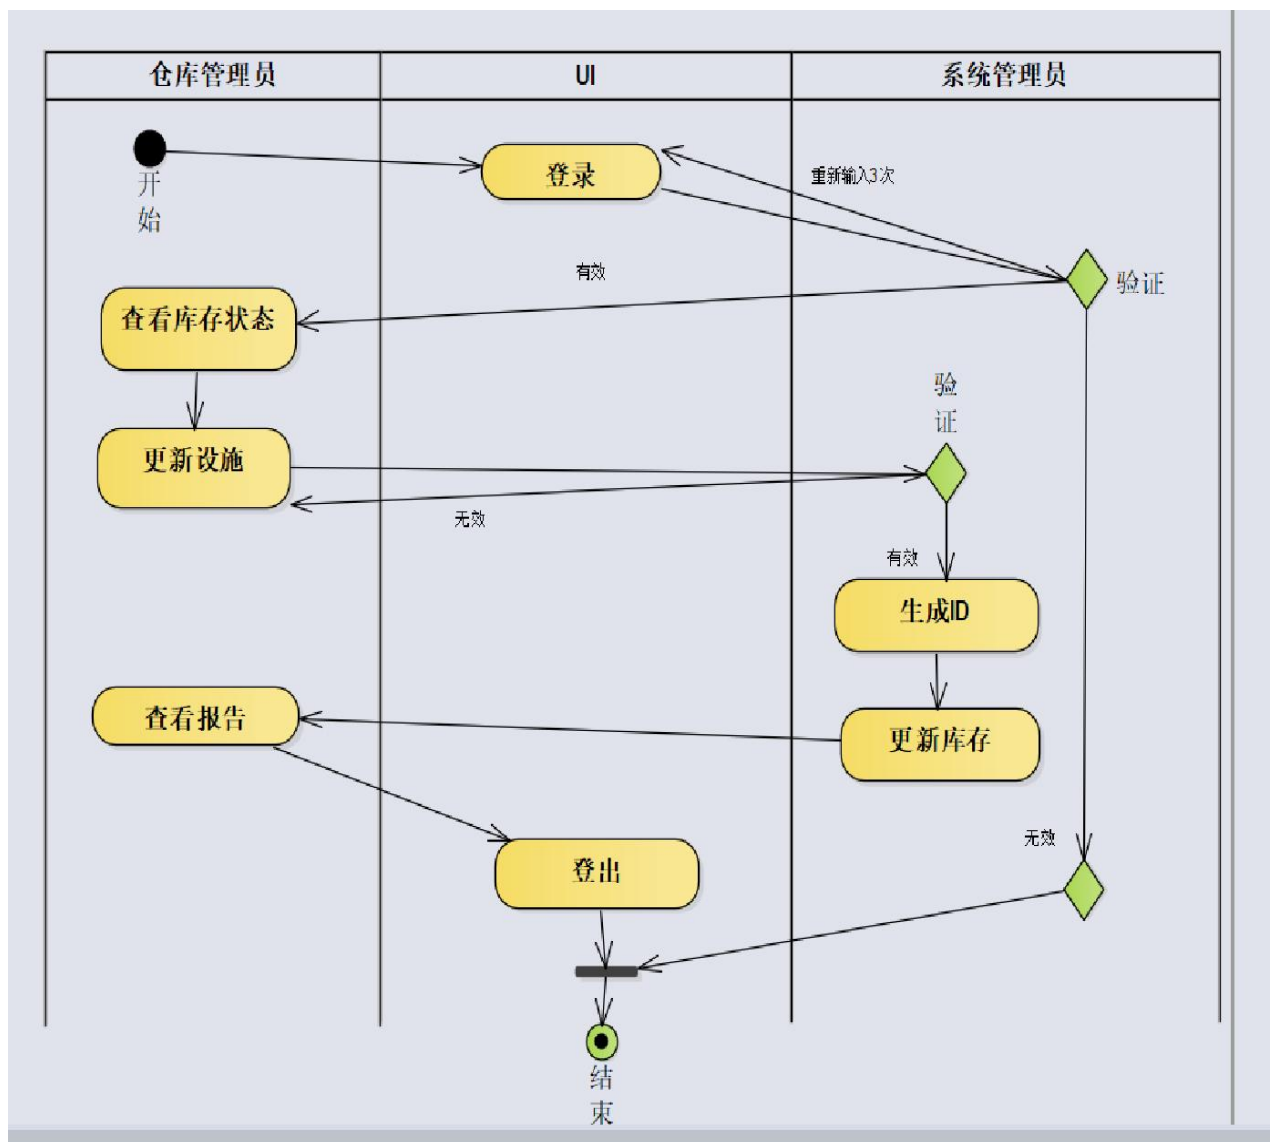 仓库管理员
UI
系统管理员
开
始
登录
重新输入3次
有效
验证
查看库存状态
验
证
更新设施
无效
有效
生成ID
查看报告
更新库存
无效
登出
结
束